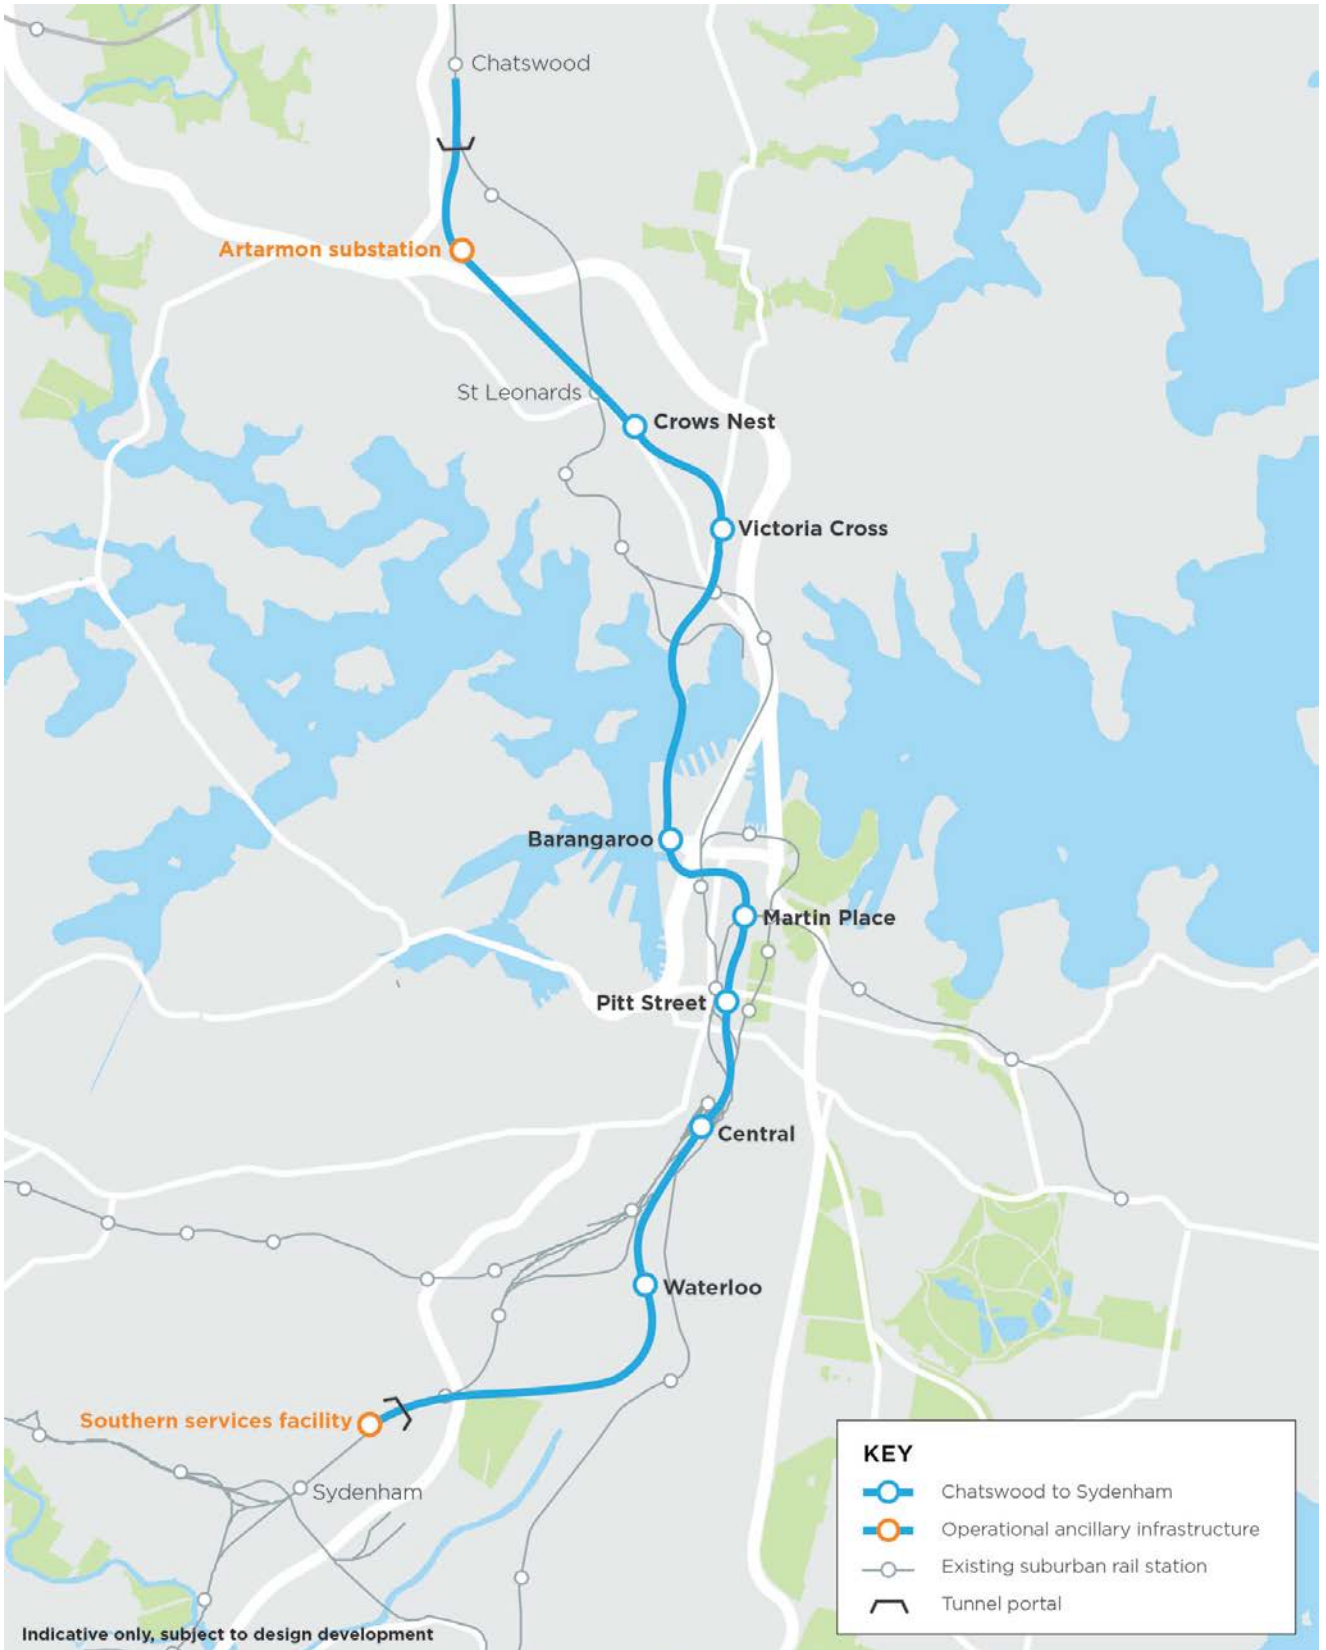 Chatswood
Artarmon substation
St Leonards
Crows Nest
Victoria Cross
Barangaroo
Martin Place
Pitt Street
Central
Waterloo
Southern services facility
Sydenham
KEY
Chatswood to Sydenham
Operational ancillary infrastructure
Existing suburban rail station
Tunnel portal
Indicative only, subject to design development